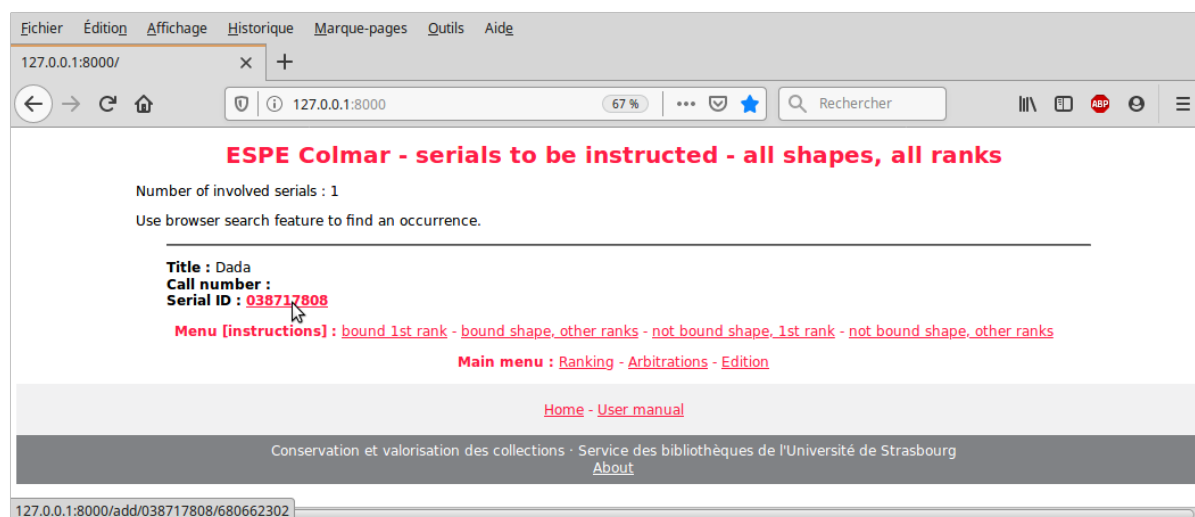 Fichier Édition Affichage Historique Marque-pages Outils Aide
127.0.0.1:8000/
127.0.0.1:8000 67 % Rechercher ABP
ESPE Colmar - serials to be instructed - all shapes, all ranks
Number of involved serials : 1
Use browser search feature to find an occurrence.
Title : Dada
Call number :
Serial ID : 038717808
Menu [instructions] : bound 1st rank - bound shape, other ranks - not bound shape, 1st rank - not bound shape, other ranks
Main menu : Ranking - Arbitrations - Edition
Home - User manual
Conservation et valorisation des collections · Service des bibliothèques de l'Université de Strasbourg
About
127.0.0.1:8000/add/038717808/680662302